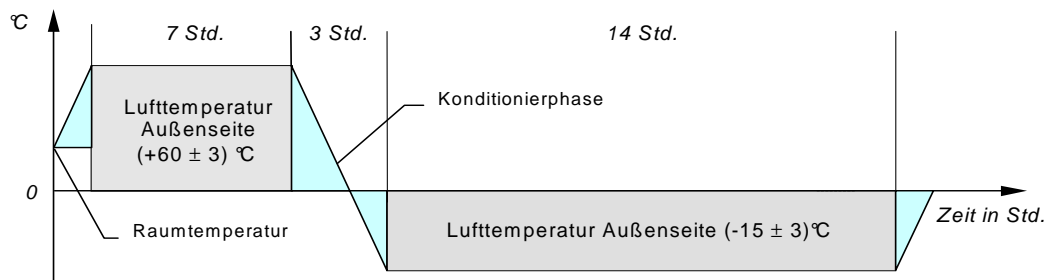 ℃
7 Std.
3 Std.
14 Std.
Lufttemperatur
Außenseite
(+60 ± 3) ℃
Konditionierphase
0
Zeit in Std.
Raumtemperatur
Lufttemperatur Außenseite (-15 ± 3)℃